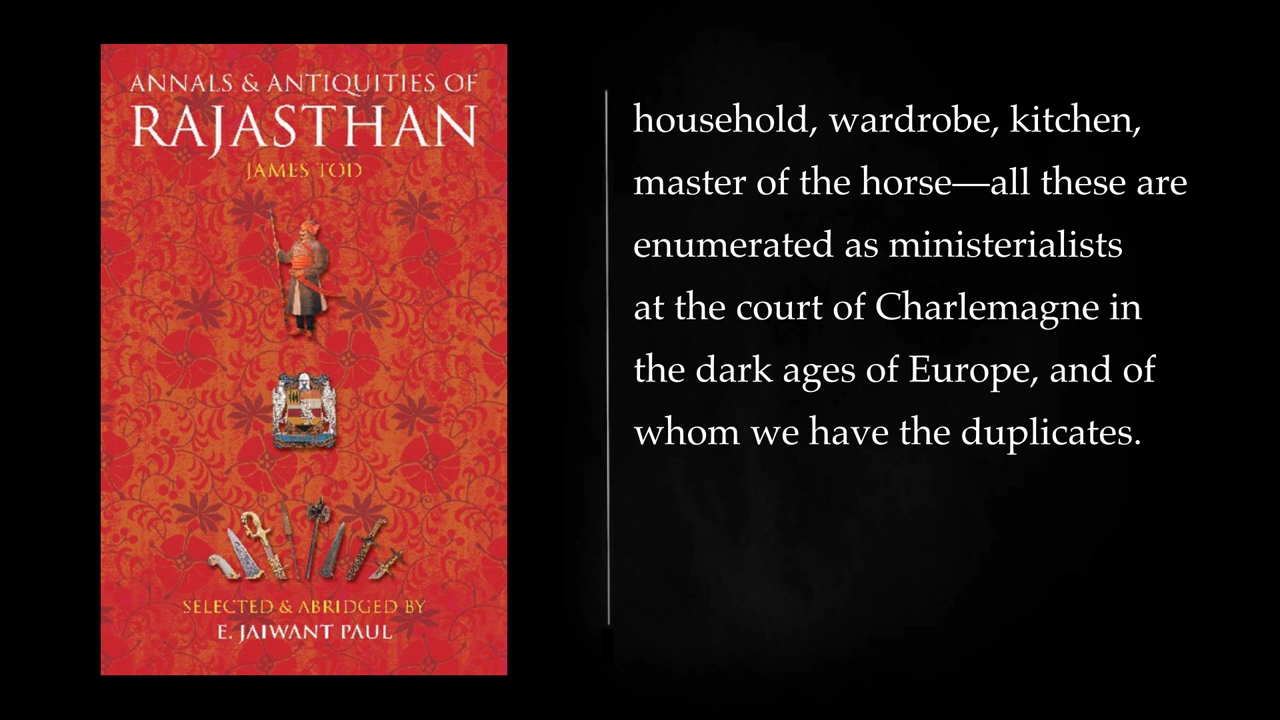 ANNALS & ANTIQUITIES OF
RAJASTHAN
JAMES TOD
SELECTED & ABRIDGED BY
E. JAIWANT PAUL
household, wardrobe, kitchen,
master of the horse—all these are
enumerated as ministerialists
at the court of Charlemagne in
the dark ages of Europe, and of
whom we have the duplicates.